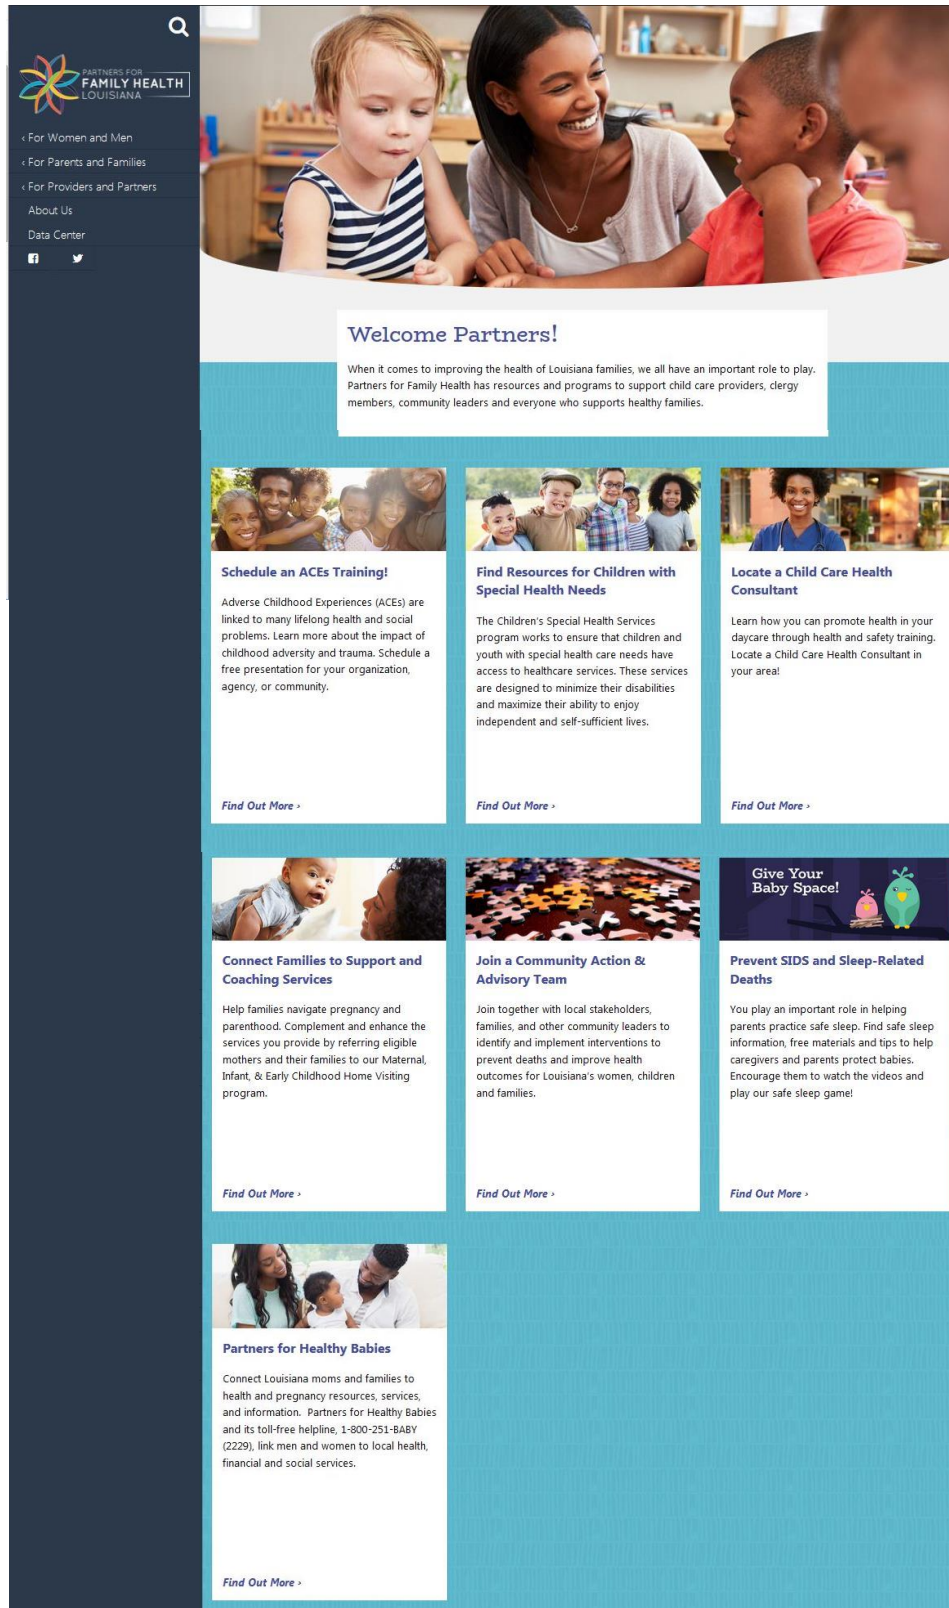 PARTNERS FOR
FAMILY HEALTH
LOUISIANA
‹ For Women and Men
‹ For Parents and Families
‹ For Providers and Partners
About Us
Data Center
Welcome Partners!
When it comes to improving the health of Louisiana families, we all have an important role to play.
Partners for Family Health has resources and programs to support child care providers, clergy
members, community leaders and everyone who supports healthy families.
Schedule an ACEs Training!
Adverse Childhood Experiences (ACEs) are
linked to many lifelong health and social
problems. Learn more about the impact of
childhood adversity and trauma. Schedule a
free presentation for your organization,
agency, or community.
Find Out More ›
Find Resources for Children with
Special Health Needs
The Children's Special Health Services
program works to ensure that children and
youth with special health care needs have
access to healthcare services. These services
are designed to minimize their disabilities
and maximize their ability to enjoy
independent and self-sufficient lives.
Find Out More ›
Locate a Child Care Health
Consultant
Learn how you can promote health in your
daycare through health and safety training.
Locate a Child Care Health Consultant in
your area!
Find Out More ›
Connect Families to Support and
Coaching Services
Help families navigate pregnancy and
parenthood. Complement and enhance the
services you provide by referring eligible
mothers and their families to our Maternal,
Infant, & Early Childhood Home Visiting
program.
Find Out More ›
Join a Community Action &
Advisory Team
Join together with local stakeholders,
families, and other community leaders to
identify and implement interventions to
prevent deaths and improve health
outcomes for Louisiana's women, children
and families.
Find Out More ›
Give Your
Baby Space!
Prevent SIDS and Sleep-Related
Deaths
You play an important role in helping
parents practice safe sleep. Find safe sleep
information, free materials and tips to help
caregivers and parents protect babies.
Encourage them to watch the videos and
play our safe sleep game!
Find Out More ›
Partners for Healthy Babies
Connect Louisiana moms and families to
health and pregnancy resources, services,
and information.  Partners for Healthy Babies
and its toll-free helpline, 1-800-251-BABY
(2229), link men and women to local health,
financial and social services.
Find Out More ›